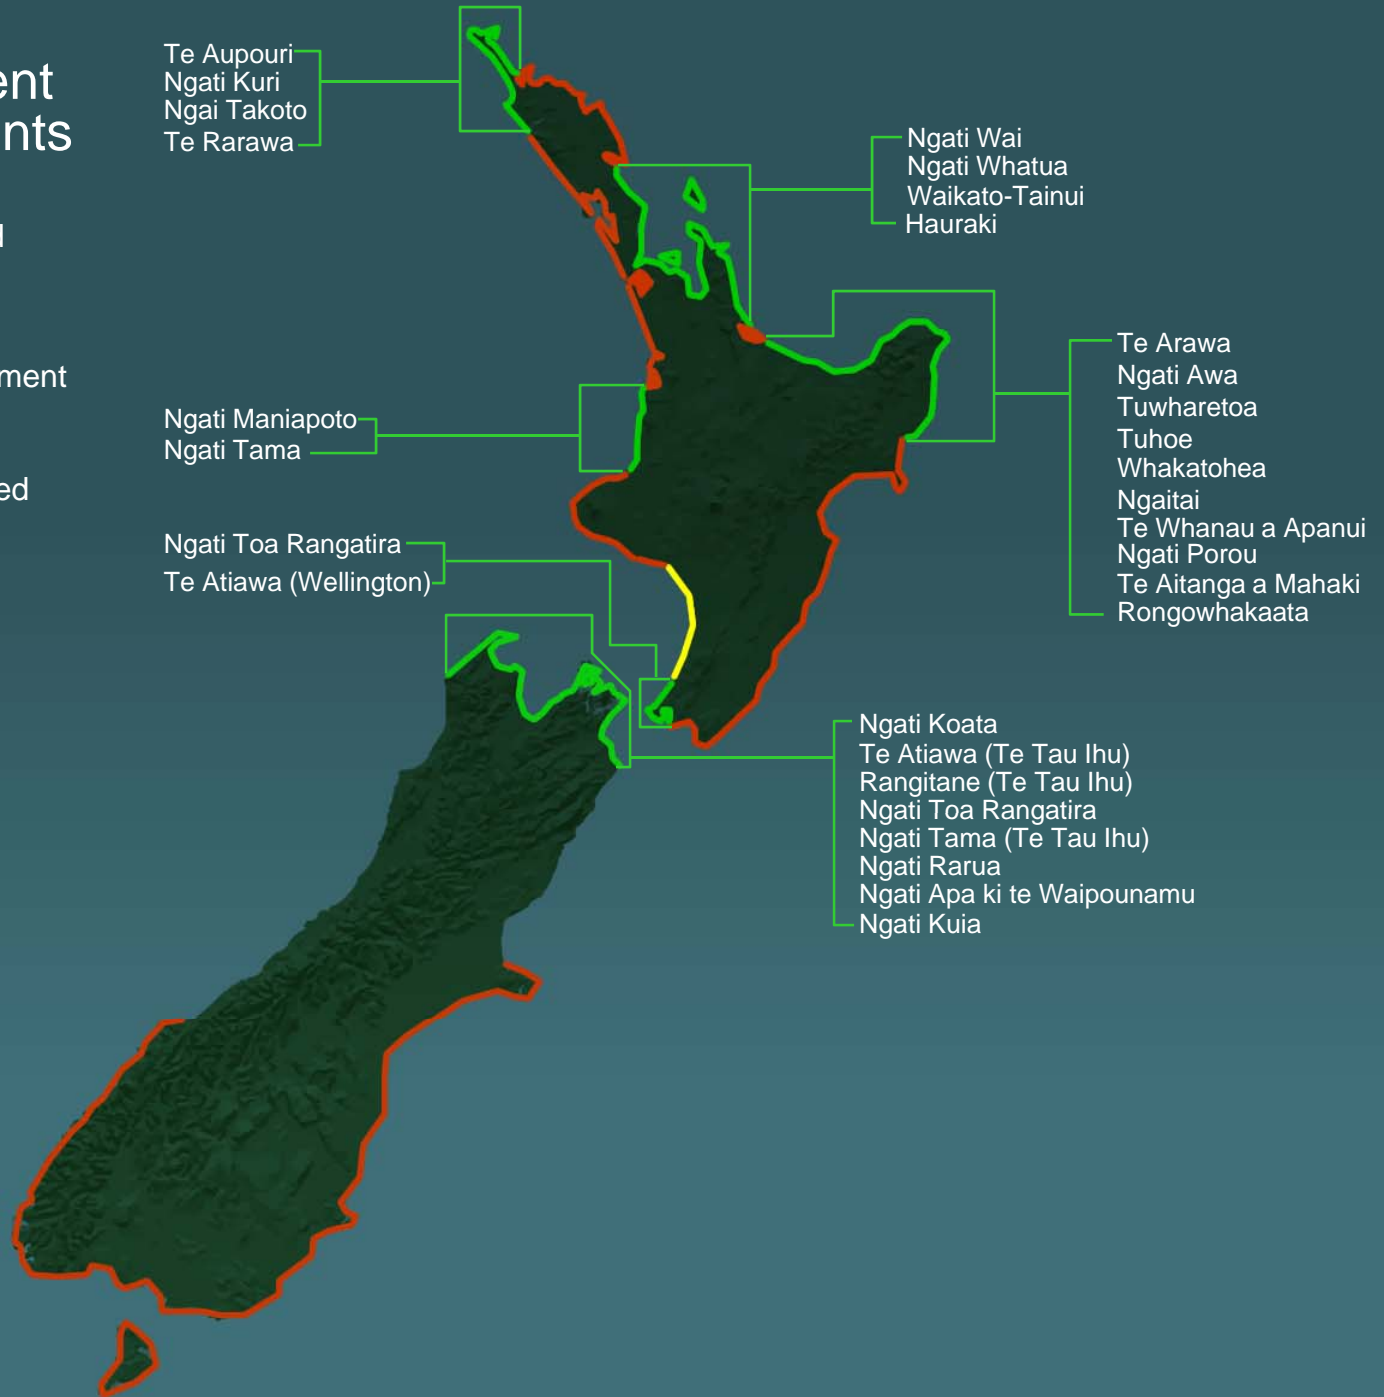 ent
nts
ment
ed
Te Aupouri
Ngati Kuri
Ngai Takoto
Te Rarawa
Ngati Wai
Ngati Whatua
Waikato-Tainui
Hauraki
Te Arawa
Ngati Awa
Tuwharetoa
Tuhoe
Whakatohea
Ngaitai
Te Whanau a Apanui
Ngati Porou
Te Aitanga a Mahaki
Rongowhakaata
Ngati Maniapoto
Ngati Tama
Ngati Toa Rangatira
Te Atiawa (Wellington)
Ngati Koata
Te Atiawa (Te Tau Ihu)
Rangitane (Te Tau Ihu)
Ngati Toa Rangatira
Ngati Tama (Te Tau Ihu)
Ngati Rarua
Ngati Apa ki te Waipounamu
Ngati Kuia